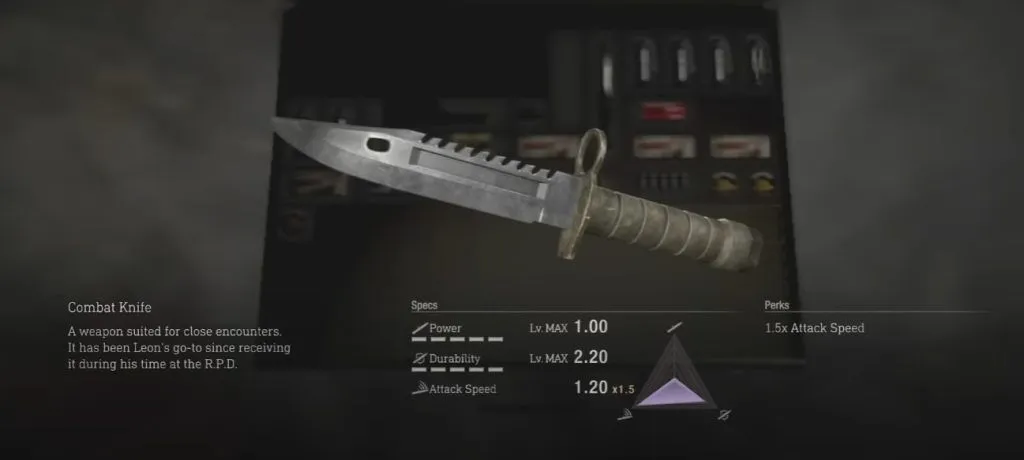 Combat Knife
A weapon suited for close encounters.
It has been Leon's go-to since receiving
it during his time at the R.P.D.
Specs
Power Lv. MAX 1.00
Durability Lv. MAX 2.20
Attack Speed 1.20 x1.5
Perks
1.5x Attack Speed